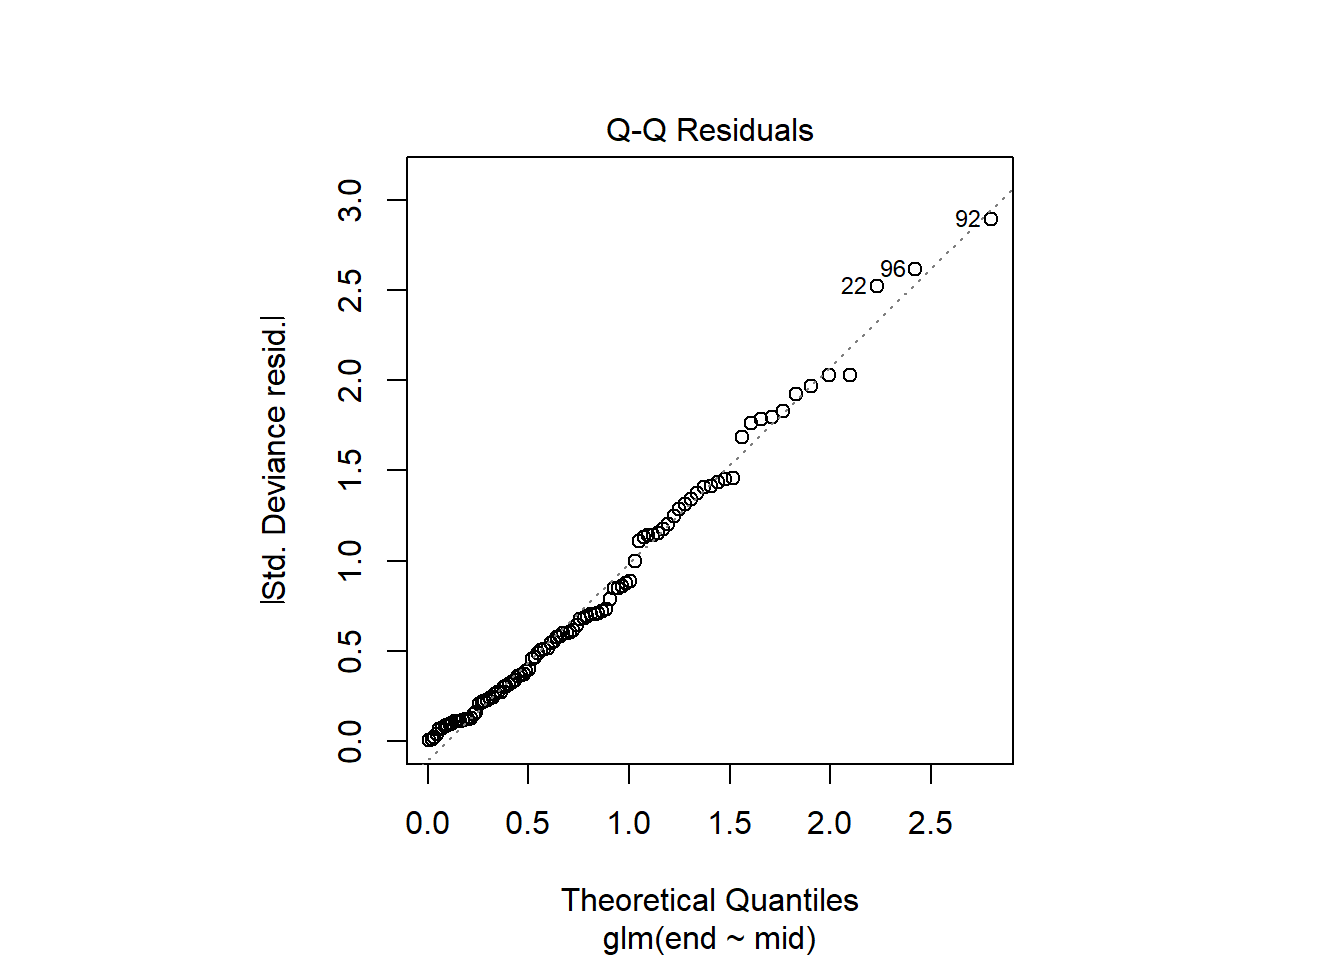 Q-Q Residuals
|Std. Deviance resid.|
3.0
2.5
2.0
1.5
1.0
0.5
0.0
92
96
22
0.0 0.5 1.0 1.5 2.0 2.5
Theoretical Quantiles
glm(end ~ mid)